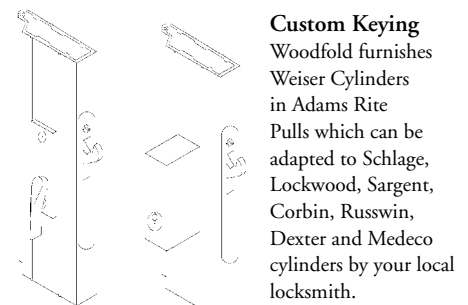 Custom Keying
Woodfold furnishes
Weiser Cylinders
in Adams Rite
Pulls which can be
adapted to Schlage,
Lockwood, Sargent,
Corbin, Russwin,
Dexter and Medeco
cylinders by your local
locksmith.